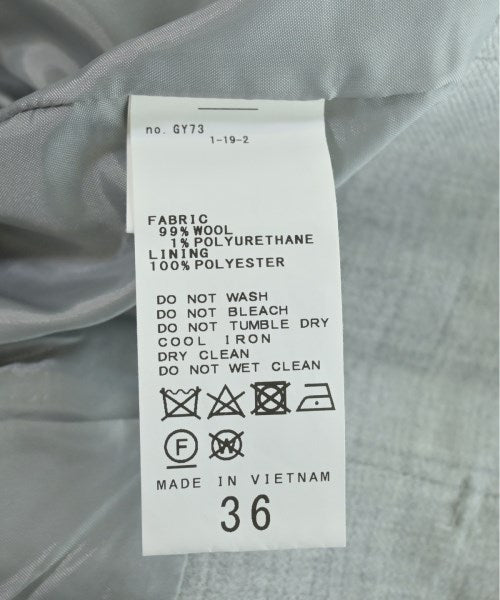 no. GY73
1-19-2
FABRIC
99% WOOL
1% POLYURETHANE
LINING
100% POLYESTER
DO NOT WASH
DO NOT BLEACH
DO NOT TUMBLE DRY
COOL IRON
DRY CLEAN
DO NOT WET CLEAN
F W
MADE IN VIETNAM
36